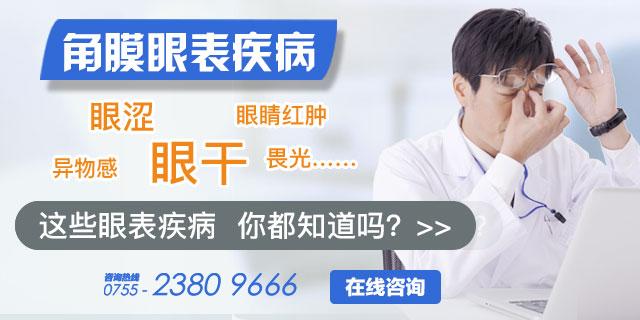 角膜眼表疾病
眼涩
眼睛红肿
异物感
眼干
畏光……
这些眼表疾病 你都知道吗？>>
咨询热线
0755 - 2380 9666
在线咨询